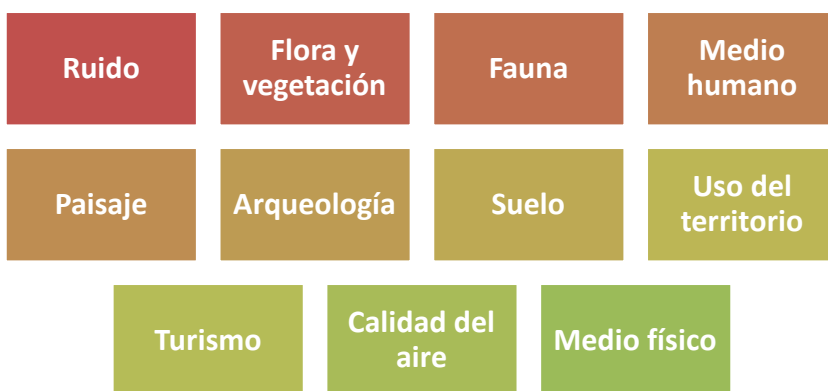 Ruido
Flora y
vegetación
Fauna
Medio
humano
Paisaje
Arqueología
Suelo
Uso del
territorio
Turismo
Calidad del
aire
Medio físico